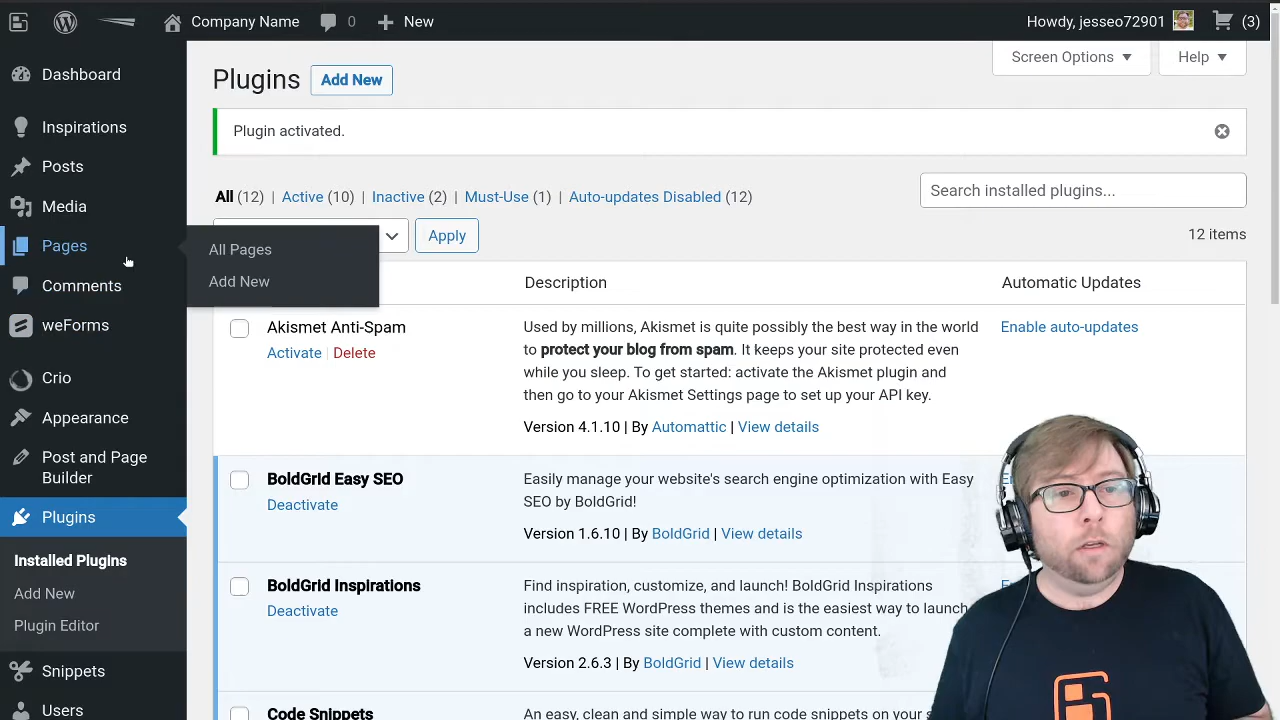 Company Name
0
New
Howdy, jesseo72901
(3)
Dashboard
Inspirations
Posts
Media
Pages
Comments
weForms
Crio
Appearance
Post and Page
Builder
Plugins
Installed Plugins
Add New
Plugin Editor
Snippets
Users
All Pages
Add New
Plugins
Add New
Screen Options
Help
Plugin activated.
All (12) | Active (10) | Inactive (2) | Must-Use (1) | Auto-updates Disabled (12)
Search installed plugins...
Apply
12 items
Description
Automatic Updates
Akismet Anti-Spam
Activate | Delete
Used by millions, Akismet is quite possibly the best way in the world
to protect your blog from spam. It keeps your site protected even
while you sleep. To get started: activate the Akismet plugin and
then go to your Akismet Settings page to set up your API key.
Version 4.1.10 | By Automattic | View details
Enable auto-updates
BoldGrid Easy SEO
Deactivate
Easily manage your website's search engine optimization with Easy
SEO by BoldGrid!
Version 1.6.10 | By BoldGrid | View details
BoldGrid Inspirations
Deactivate
Find inspiration, customize, and launch! BoldGrid Inspirations
includes FREE WordPress themes and is the easiest way to launch
a new WordPress site complete with custom content.
Version 2.6.3 | By BoldGrid | View details
Code Snippets
An easy, clean and simple way to run code snippets on your